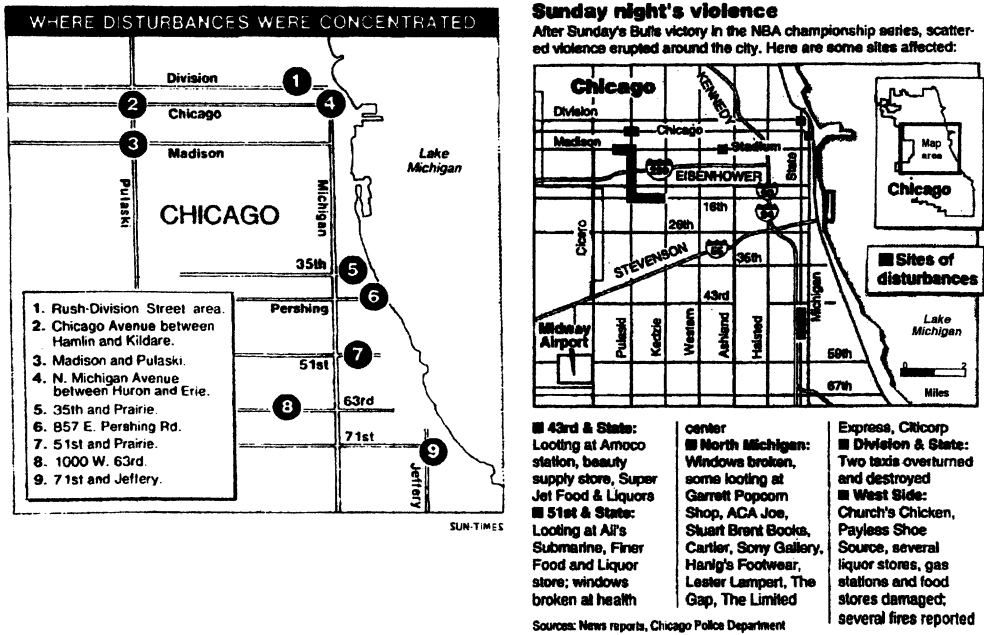 WHERE DISTURBANCES WERE CONCENTRATED
Division
1
2
4
Chicago
3
Madison
Lake
Michigan
Pulaski
CHICAGO
Michigan
35th
5
6
Pershing
51st
7
8
63rd
71st
9
Jeffery
1. Rush-Division Street area.
2. Chicago Avenue between
Hamlin and Kildare.
3. Madison and Pulaski.
4. N. Michigan Avenue
between Huron and Erie.
5. 35th and Prairie.
6. 857 E. Pershing Rd.
7. 51st and Prairie.
8. 1000 W. 63rd.
9. 71st and Jeffery.
SUN-TIMES
Sunday night's violence
After Sunday's Bulls victory in the NBA championship series, scatter-
ed violence erupted around the city. Here are some sites affected:
Chicago
KENNEDY
Division
Chicago
Madison
Stadium
State
EISENHOWER
16th
26th
Cicero
STEVENSON
35th
43rd
Michigan
Midway
Airport
Pulaski
Kedzie
Western
Ashland
Halsted
59th
67th
Map
area
Chicago
Sites of
disturbances
Lake
Michigan
0 2
Miles
■ 43rd & State:
Looting at Amoco
station, beauty
supply store, Super
Jet Food & Liquors
■ 51st & State:
Looting at All's
Submarine, Finer
Food and Liquor
store; windows
broken at health
center
■ North Michigan:
Windows broken,
some looting at
Garrett Popcorn
Shop, ACA Joe,
Stuart Brent Books,
Cartier, Sony Gallery,
Hanig's Footwear,
Lester Lampert, The
Gap, The Limited
Express, Citicorp
■ Division & State:
Two taxis overturned
and destroyed
■ West Side:
Church's Chicken,
Payless Shoe
Source, several
liquor stores, gas
stations and food
stores damaged;
several fires reported
Sources: News reports, Chicago Police Department